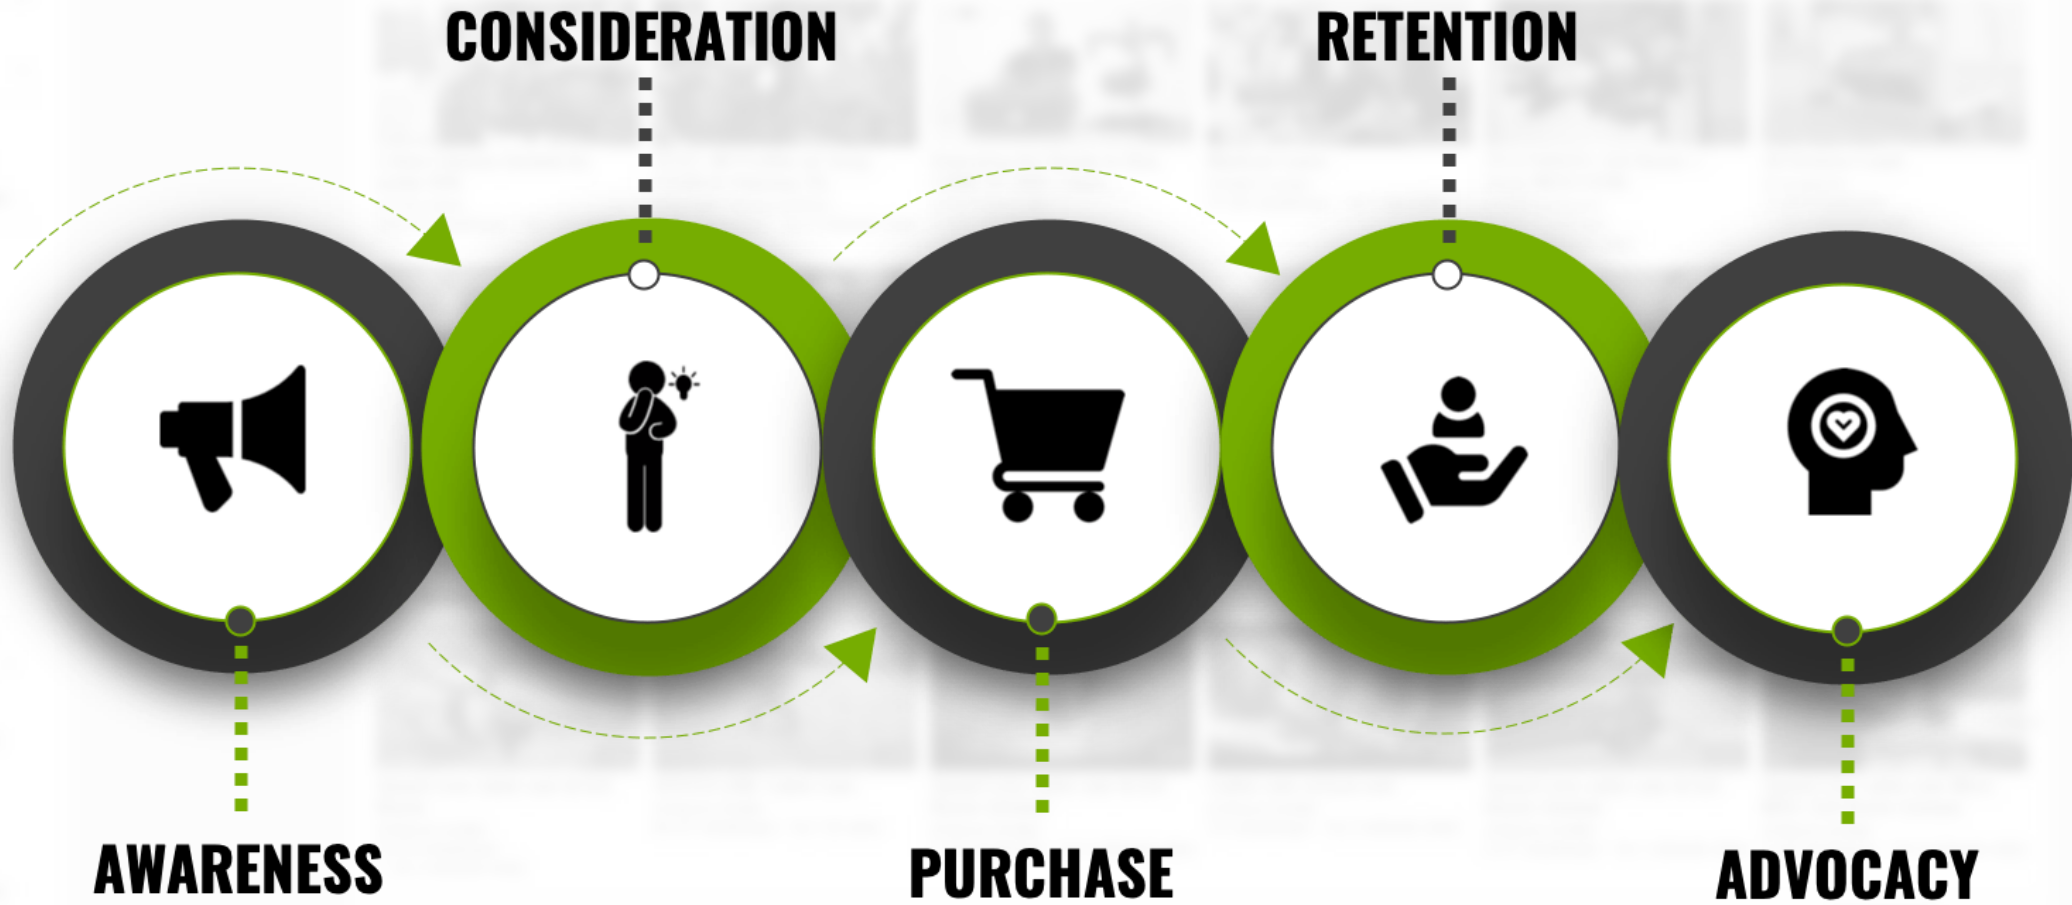 CONSIDERATION
RETENTION
AWARENESS
PURCHASE
ADVOCACY